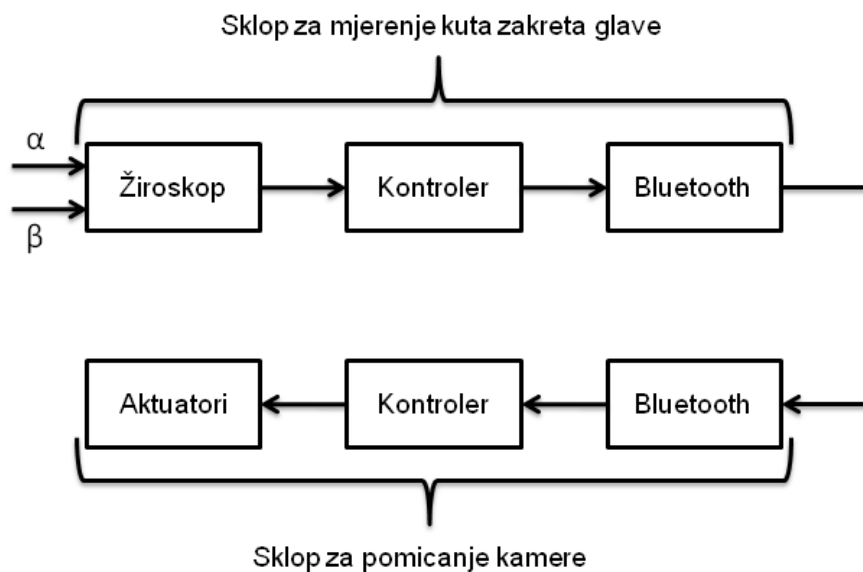 Sklop za mjerenje kuta zakreta glave
α
β
Žiroskop
Kontroler
Bluetooth
Aktuatori
Kontroler
Bluetooth
Sklop za pomicanje kamere